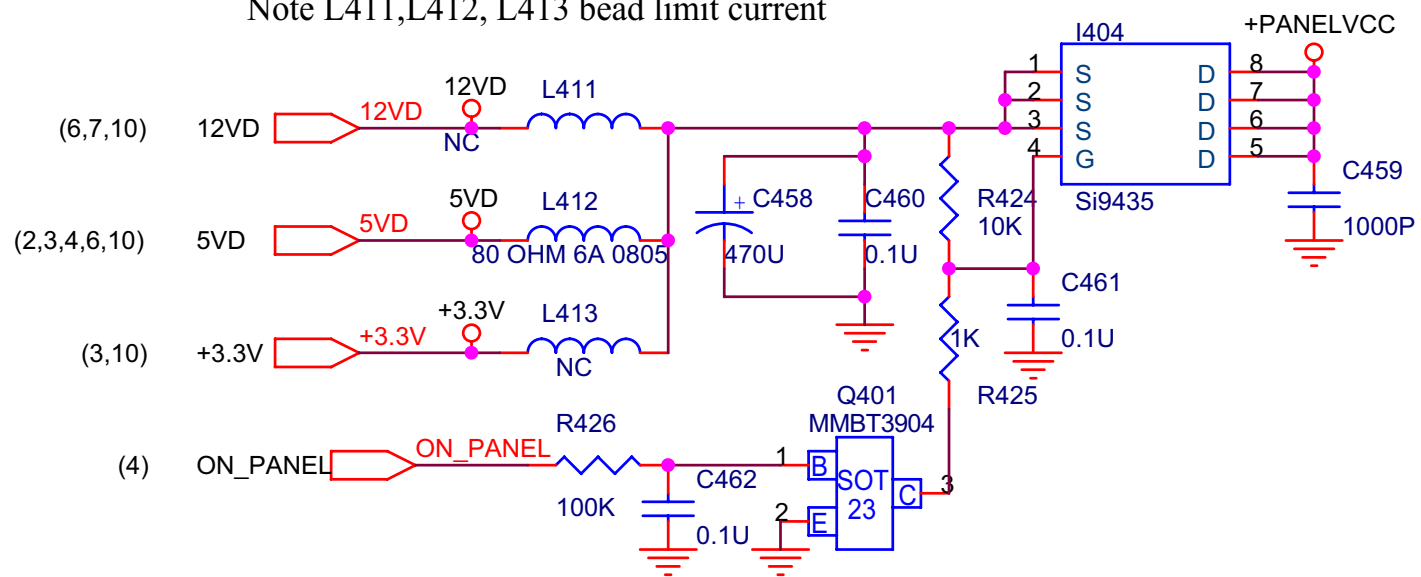 Note L411,L412, L413 bead limit current
I404
+PANELVCC
1 S D 8
2 S D 7
3 S D 6
4 G D 5
Si9435
(6,7,10) 12VD 12VD 12VD L411
NC
(2,3,4,6,10) 5VD 5VD 5VD L412
80 OHM 6A 0805
(3,10) +3.3V +3.3V +3.3V L413
NC
+ C458
470U
C460
0.1U
R424
10K
C459
1000P
C461
0.1U
1K
R425
Q401
MMBT3904
(4) ON_PANEL ON_PANEL R426
100K
C462
0.1U
1 B
SOT
23
C 3
2 E